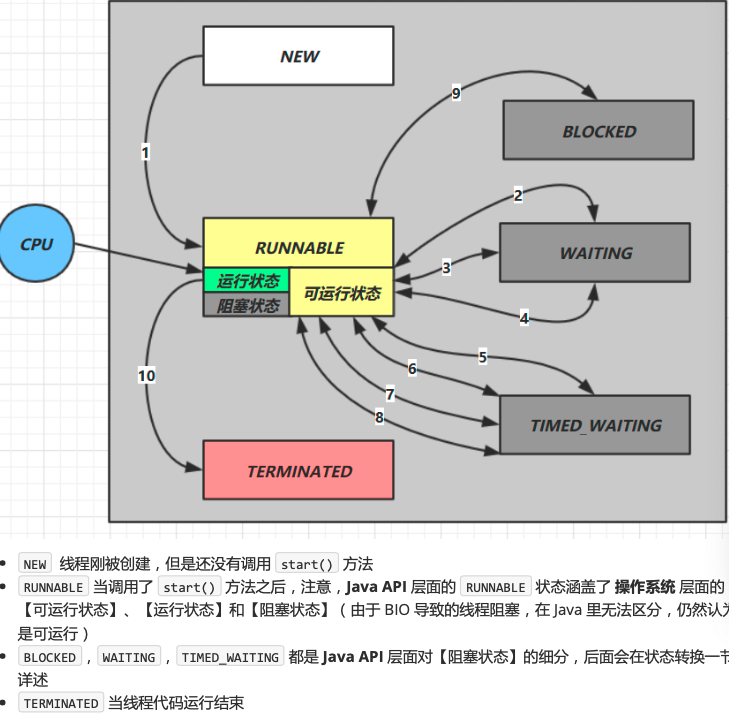 NEW
9
BLOCKED
1
2
CPU
RUNNABLE
3
WAITING
运行状态
可运行状态
阻塞状态
4
5
10
6
7
8
TIMED_WAITING
TERMINATED
NEW 线程刚被创建，但是还没有调用 start() 方法
RUNNABLE 当调用了 start() 方法之后，注意，Java API 层面的 RUNNABLE 状态涵盖了 操作系统 层面的
【可运行状态】、【运行状态】和【阻塞状态】（由于 BIO 导致的线程阻塞，在 Java 里无法区分，仍然认为
是可运行）
BLOCKED ， WAITING ， TIMED_WAITING 都是 Java API 层面对【阻塞状态】的细分，后面会在状态转换一节
详述
TERMINATED 当线程代码运行结束